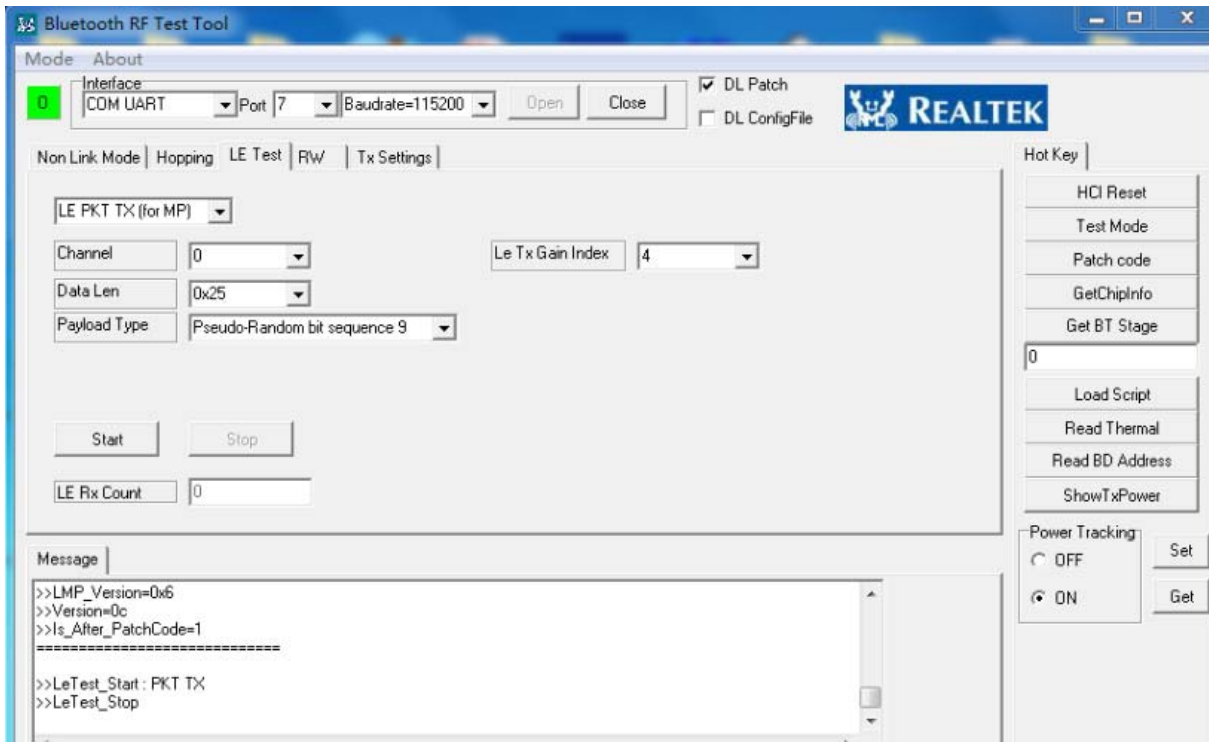 Bluetooth RF Test Tool
Mode About
Interface
0 COM UART Port 7 Baudrate=115200 Open Close
DL Patch
DL ConfigFile
REALTEK
Non Link Mode Hopping LE Test RW Tx Settings
LE PKT TX (for MP)
Channel 0 Le Tx Gain Index 4
Data Len 0x25
Payload Type Pseudo-Random bit sequence 9
Start Stop
LE Rx Count 0
Hot Key
HCI Reset
Test Mode
Patch code
GetChipInfo
Get BT Stage
0
Load Script
Read Thermal
Read BD Address
ShowTxPower
Power Tracking
OFF Set
ON Get
Message
>>LMP_Version=0x6
>>Version=0c
>>Is_After_PatchCode=1
=============================
>>LeTest_Start : PKT TX
>>LeTest_Stop